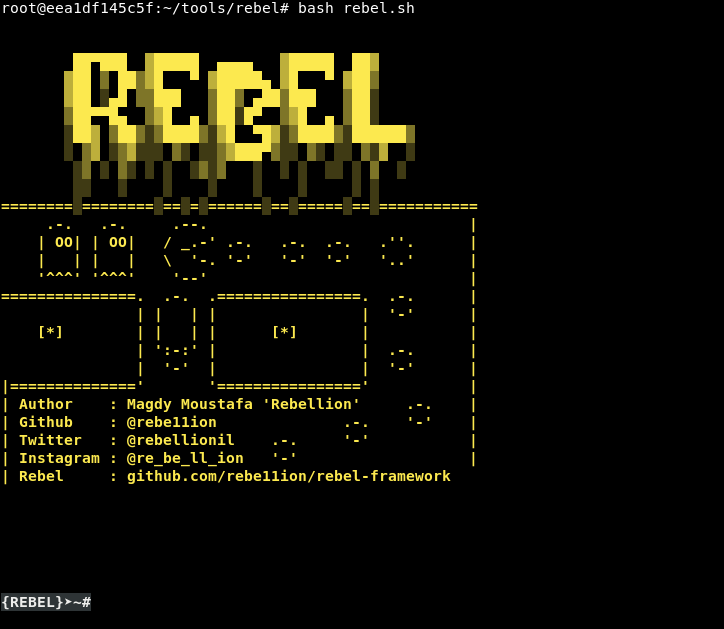 root@eea1df145c5f:~/tools/rebel# bash rebel.sh
REBEL
[*] [*]
Author : Magdy Moustafa 'Rebellion'
Github : @rebe11ion
Twitter : @rebellionil
Instagram : @re_be_ll_ion
Rebel : github.com/rebe11ion/rebel-framework
{REBEL}➤~#